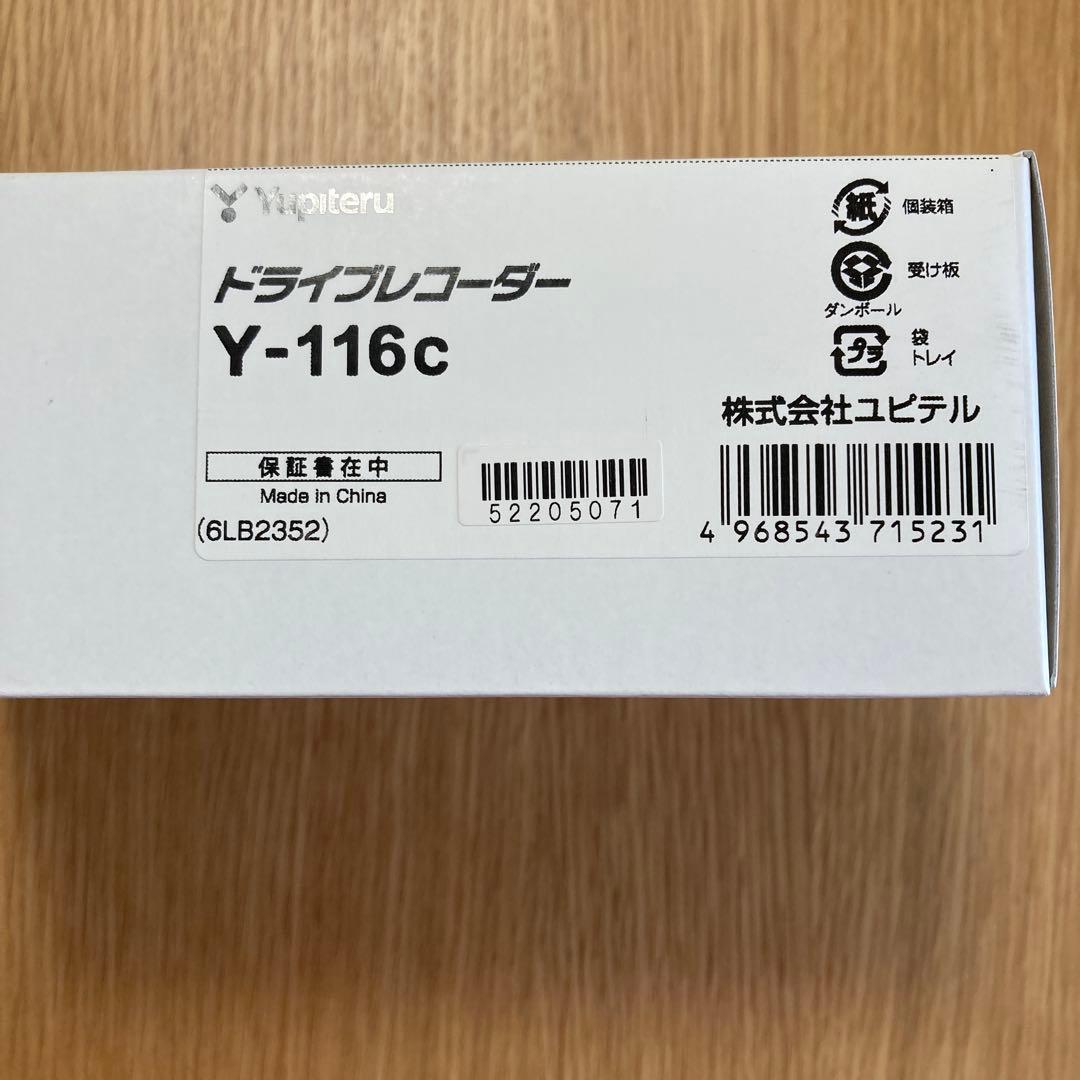 Yupiteru
ドライブレコーダー
Y-116c
保証書在中
Made in China
(6LB2352)
52205071
紙 個装箱
受け板
ダンボール
プラ 袋
トレイ
株式会社ユピテル
4 968543 715231